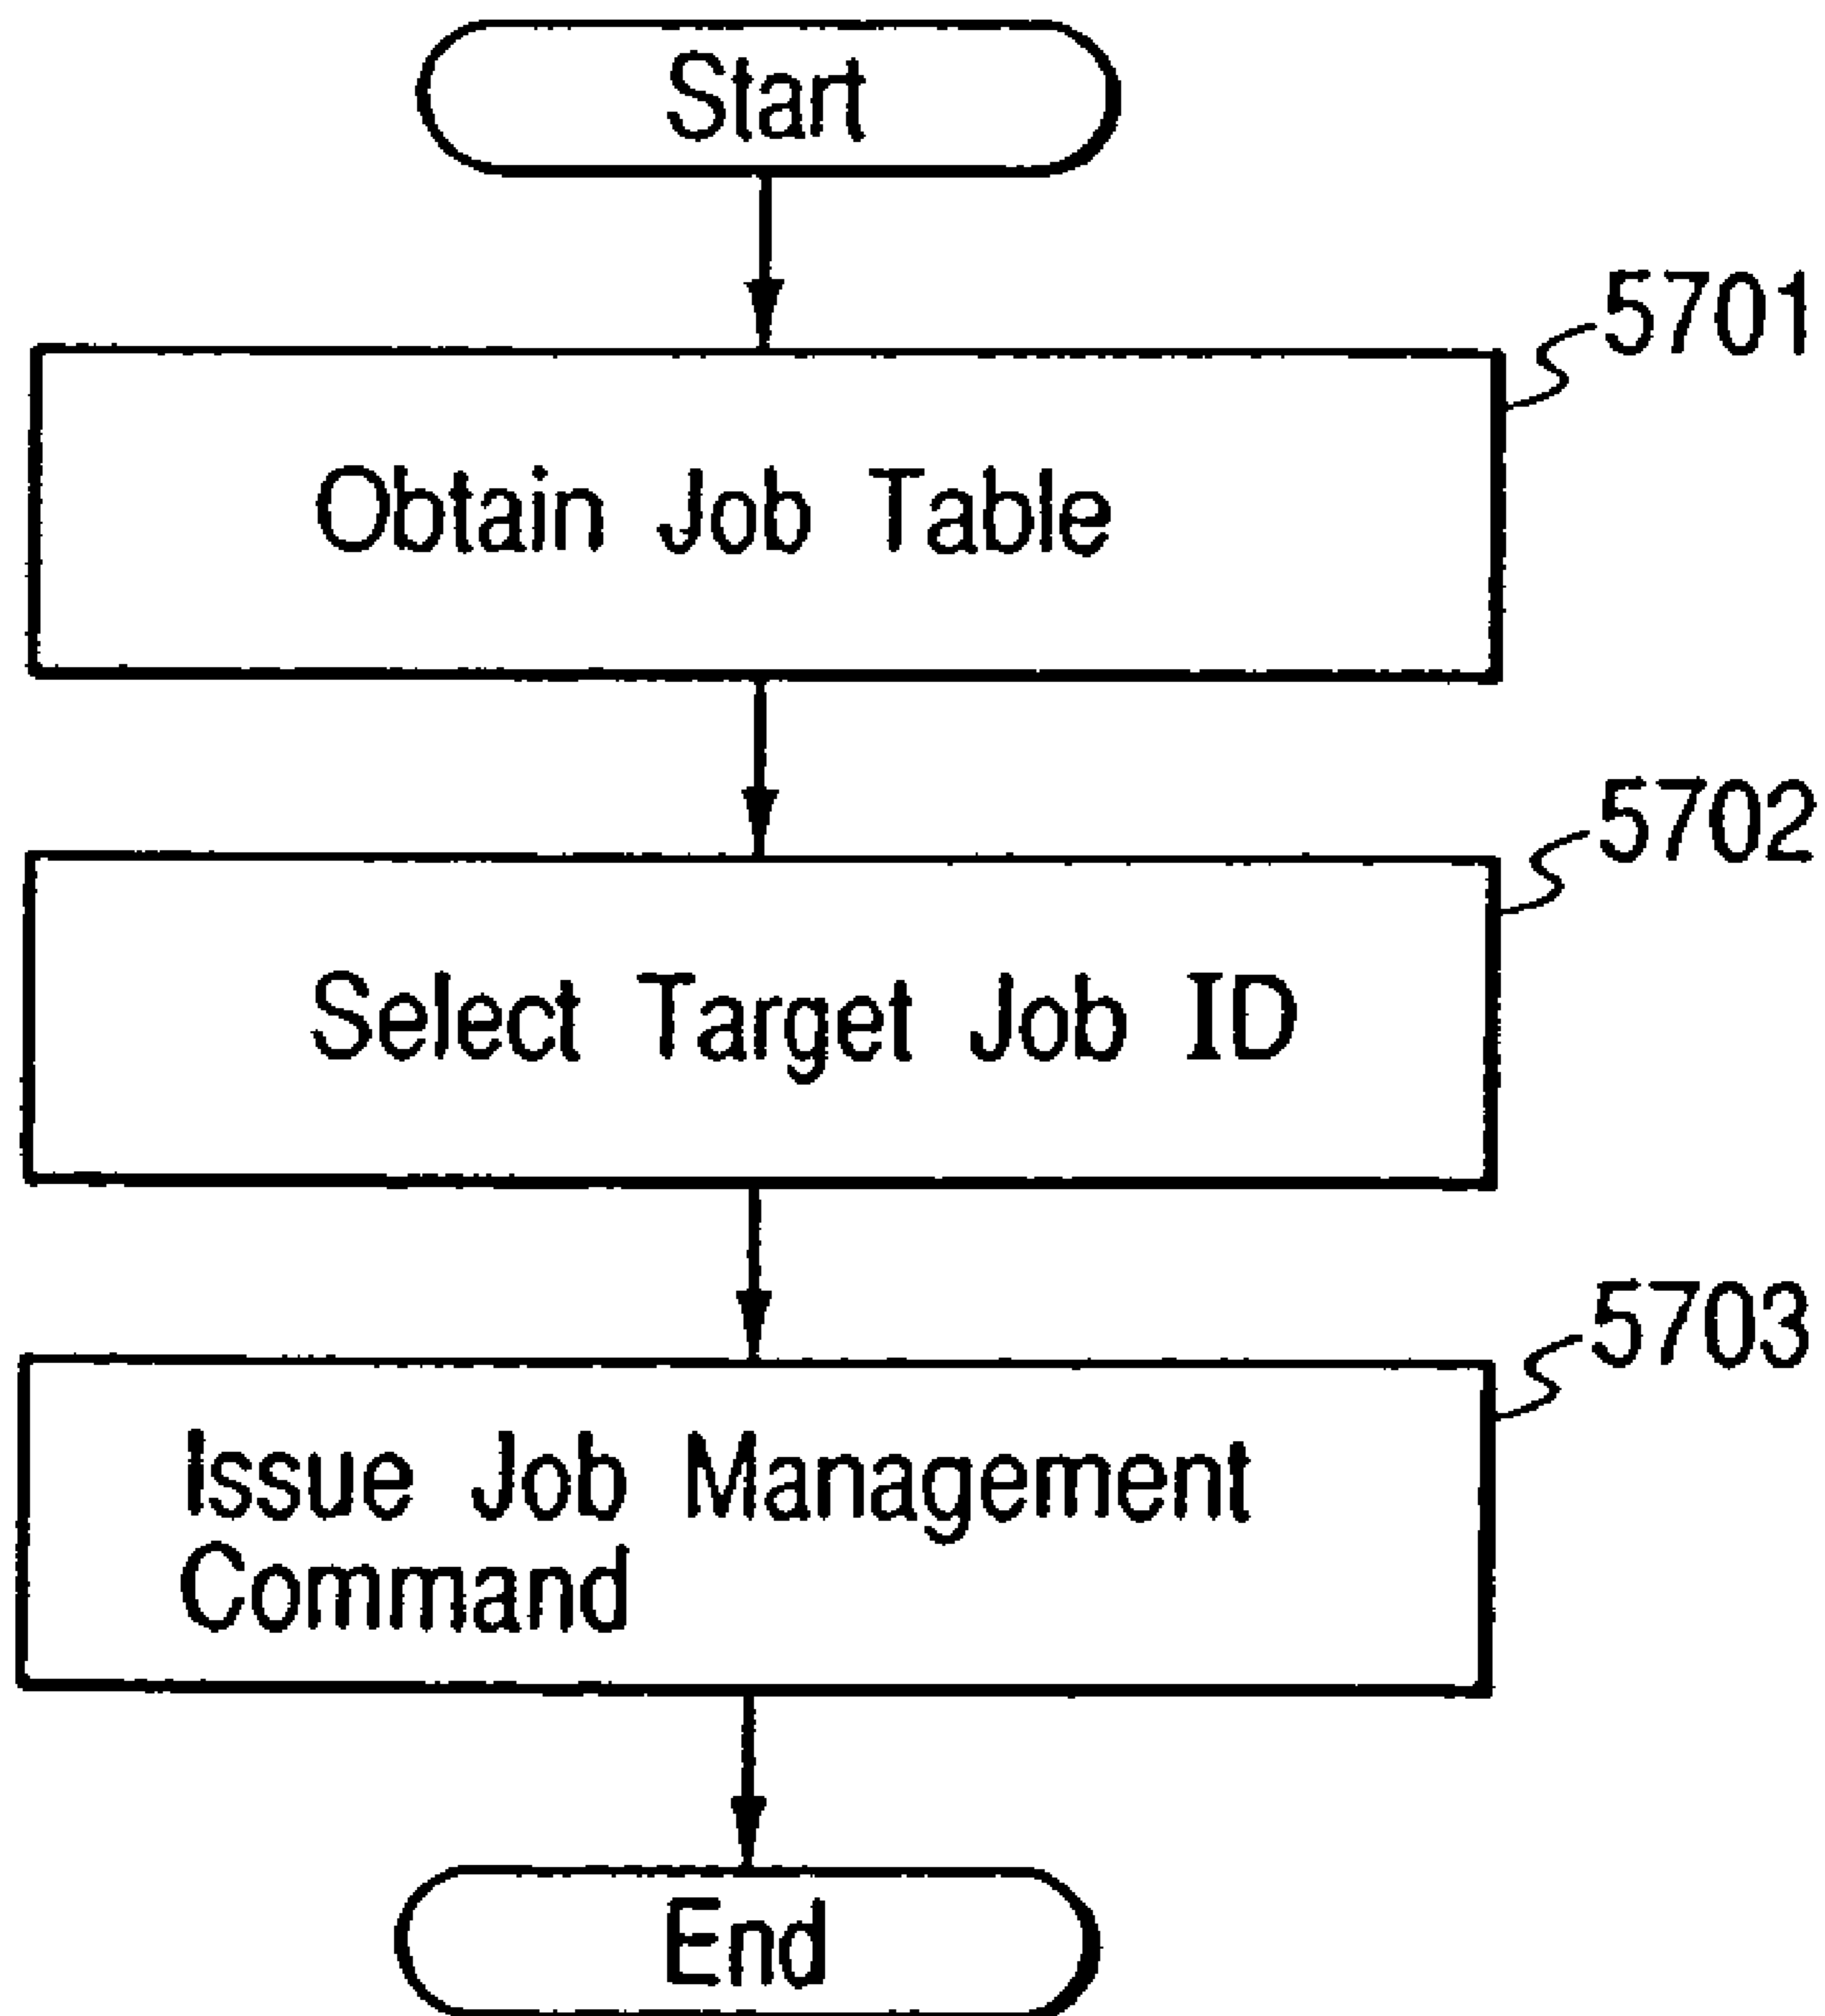 Start
5701
Obtain Job Table
5702
Select Target Job ID
5703
Issue Job Management
Command
End